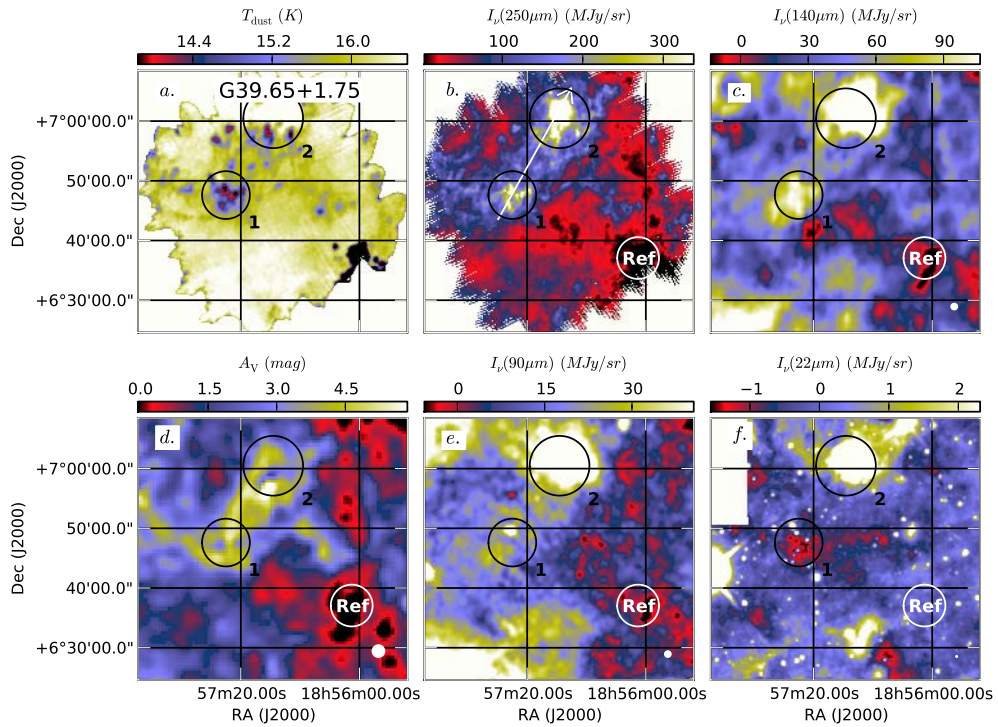 T_dust (K)
14.4 15.2 16.0
a. G39.65+1.75
2
1
Dec (J2000)
+7°00'00.0"
50'00.0"
40'00.0"
+6°30'00.0"
I_ν(250μm) (MJy/sr)
100 200 300
b.
2
1
Ref
I_ν(140μm) (MJy/sr)
0 30 60 90
c.
2
1
Ref
A_V (mag)
0.0 1.5 3.0 4.5
d.
2
1
Ref
Dec (J2000)
+7°00'00.0"
50'00.0"
40'00.0"
+6°30'00.0"
57m20.00s 18h56m00.00s
RA (J2000)
I_ν(90μm) (MJy/sr)
0 15 30
e.
2
1
Ref
57m20.00s 18h56m00.00s
RA (J2000)
I_ν(22μm) (MJy/sr)
−1 0 1 2
f.
2
1
Ref
57m20.00s 18h56m00.00s
RA (J2000)